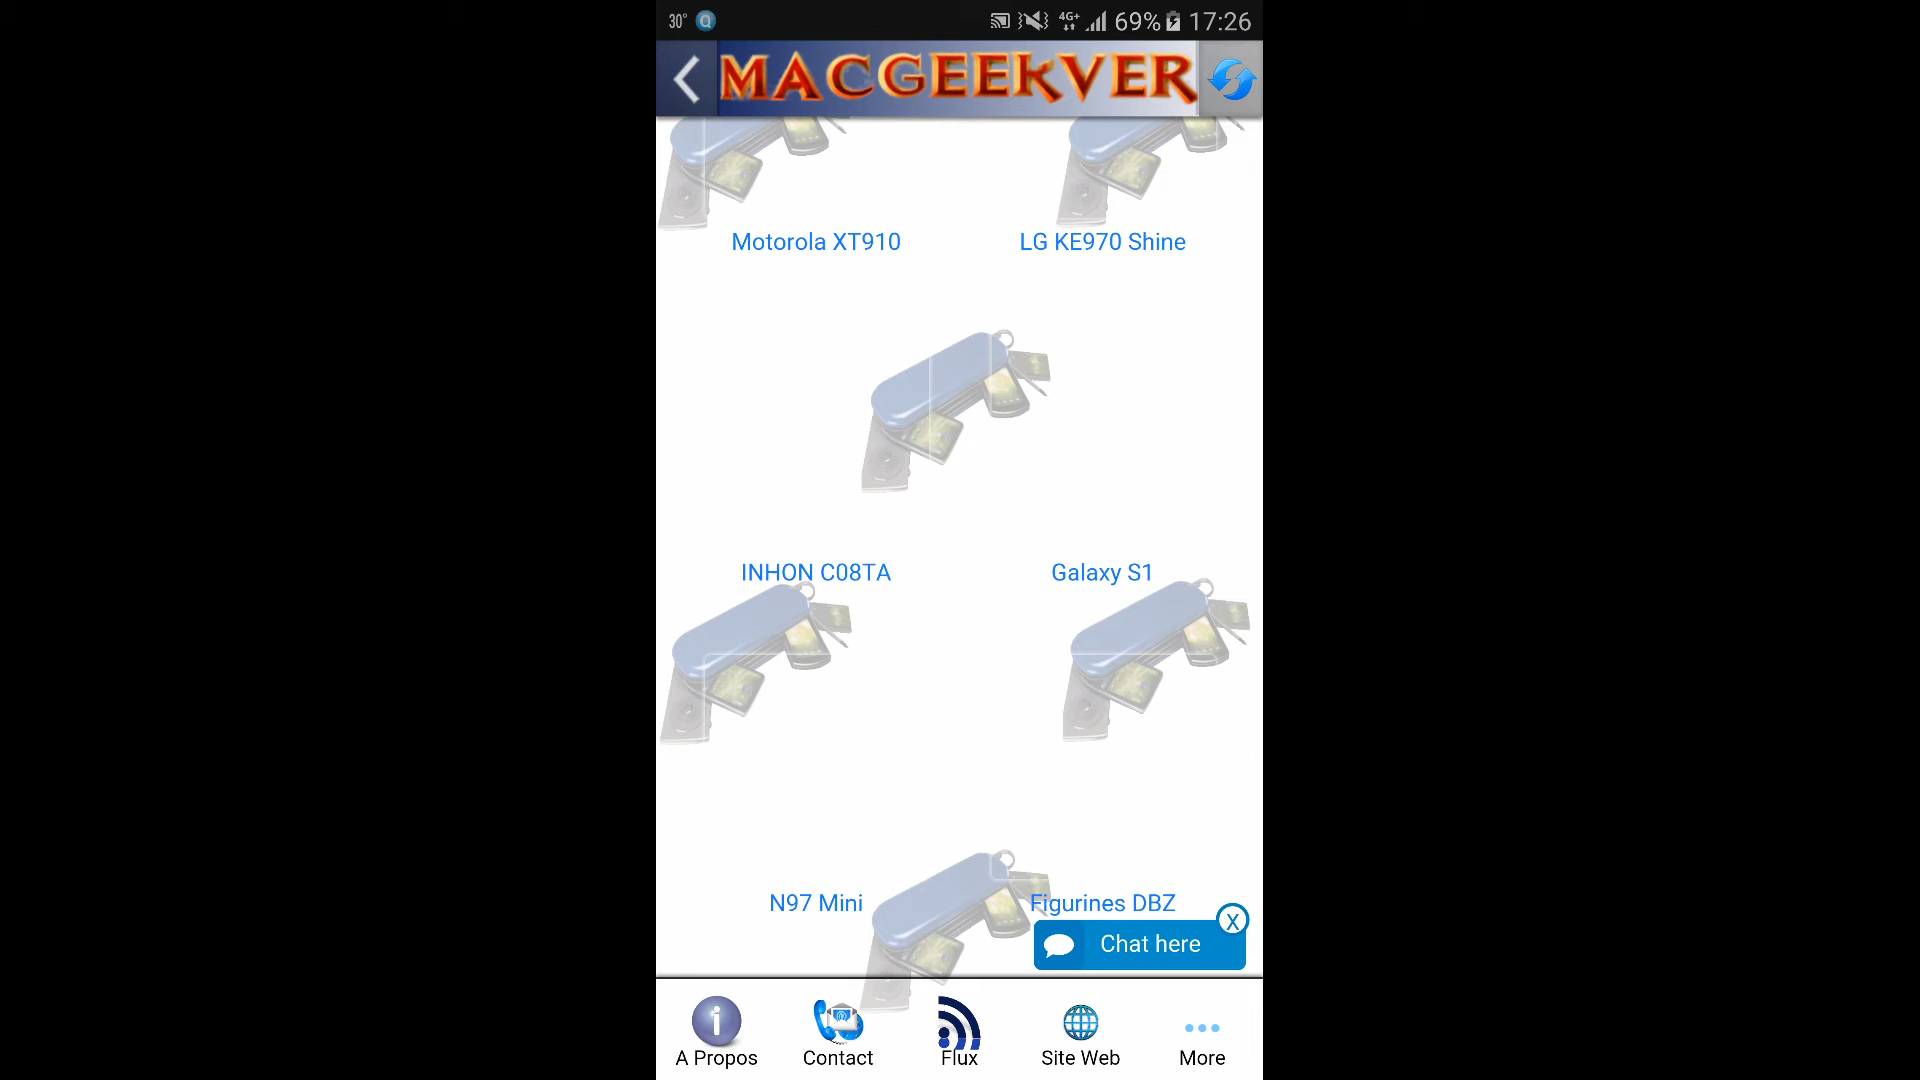 30° Q 4G+ 69% 17:26
MACGEEKVER
Motorola XT910 LG KE970 Shine
INHON C08TA Galaxy S1
N97 Mini Figurines DBZ
X
Chat here
A Propos Contact Flux Site Web More